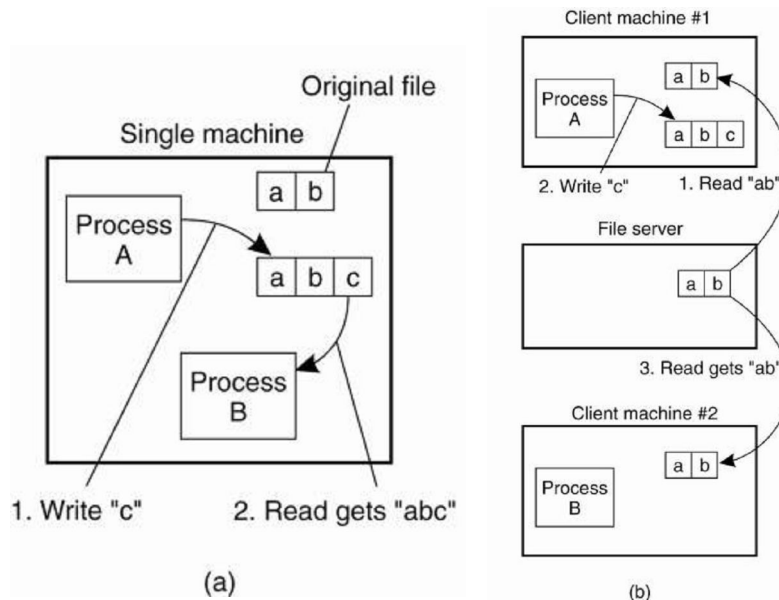 Original file
Single machine
a b
Process
A
a b c
Process
B
1. Write "c"
2. Read gets "abc"
(a)
Client machine #1
a b
Process
A
a b c
2. Write "c"
1. Read "ab"
File server
a b
3. Read gets "ab"
Client machine #2
a b
Process
B
(b)